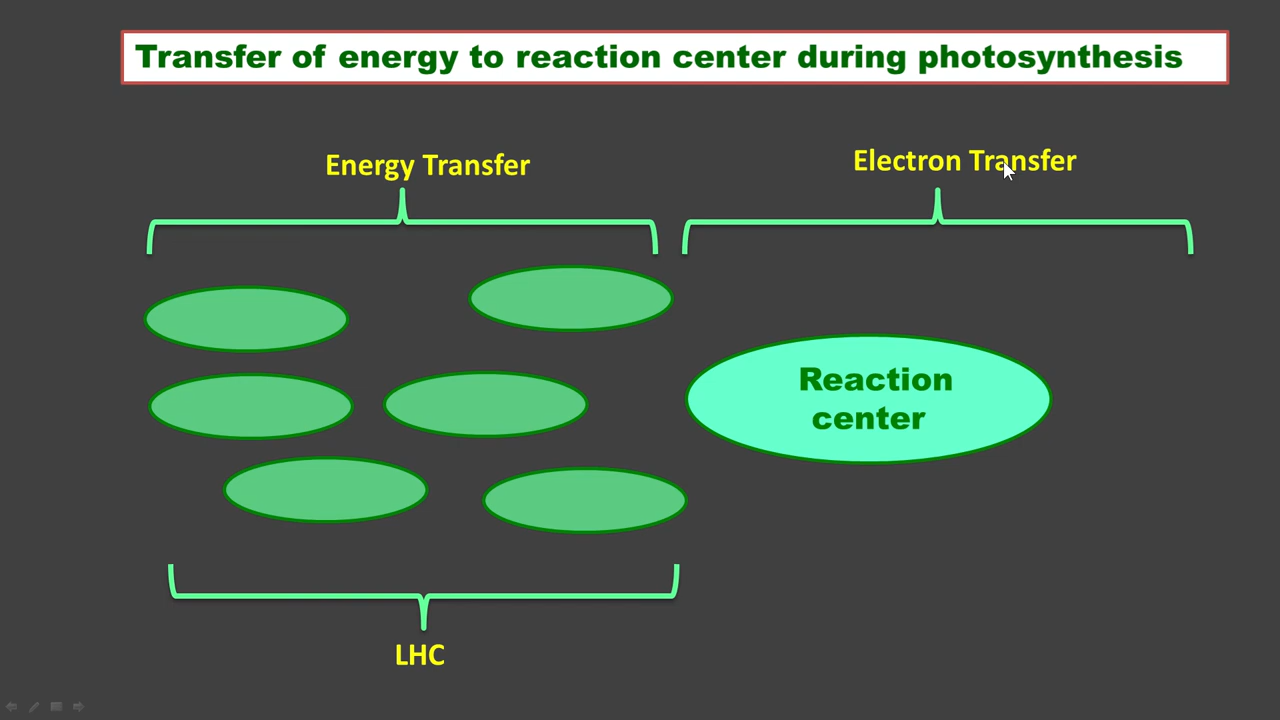 Transfer of energy to reaction center during photosynthesis
Energy Transfer
Electron Transfer
Reaction
center
LHC